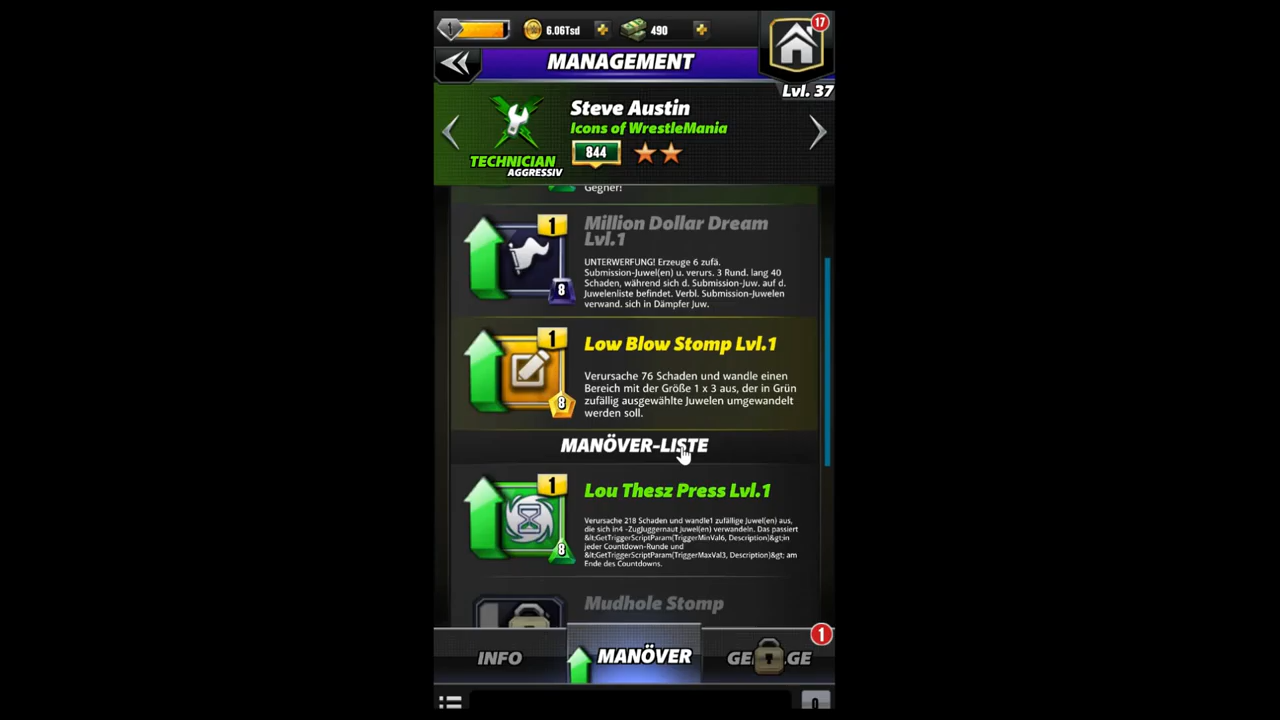 1
6.06Tsd
490
17
MANAGEMENT
Lvl. 37
Steve Austin
Icons of WrestleMania
844
TECHNICIAN
AGGRESSIV
Gegner!
1
Million Dollar Dream
Lvl.1
UNTERWERFUNG! Erzeuge 6 zufä.
Submission-Juwel(en) u. verurs. 3 Rund. lang 40
Schaden, während sich d. Submission-Juw. auf d.
Juwelenliste befindet. Verbl. Submission-Juwelen
verwand. sich in Dämpfer Juw.
8
1
Low Blow Stomp Lvl.1
Verursache 76 Schaden und wandle einen
Bereich mit der Größe 1 x 3 aus, der in Grün
zufällig ausgewählte Juwelen umgewandelt
werden soll.
8
MANÖVER-LISTE
1
Lou Thesz Press Lvl.1
Verursache 218 Schaden und wandle1 zufällige Juwel(en) aus,
die sich in4 -ZugJuggernaut Juwel(en) verwandeln. Das passiert
&lt;GetTriggerScriptParam(TriggerMinVal6, Description)&gt;in
jeder Countdown-Runde und
&lt;GetTriggerScriptParam(TriggerMaxVal3, Description)&gt; am
Ende des Countdowns.
8
Mudhole Stomp
1
INFO
MANÖVER